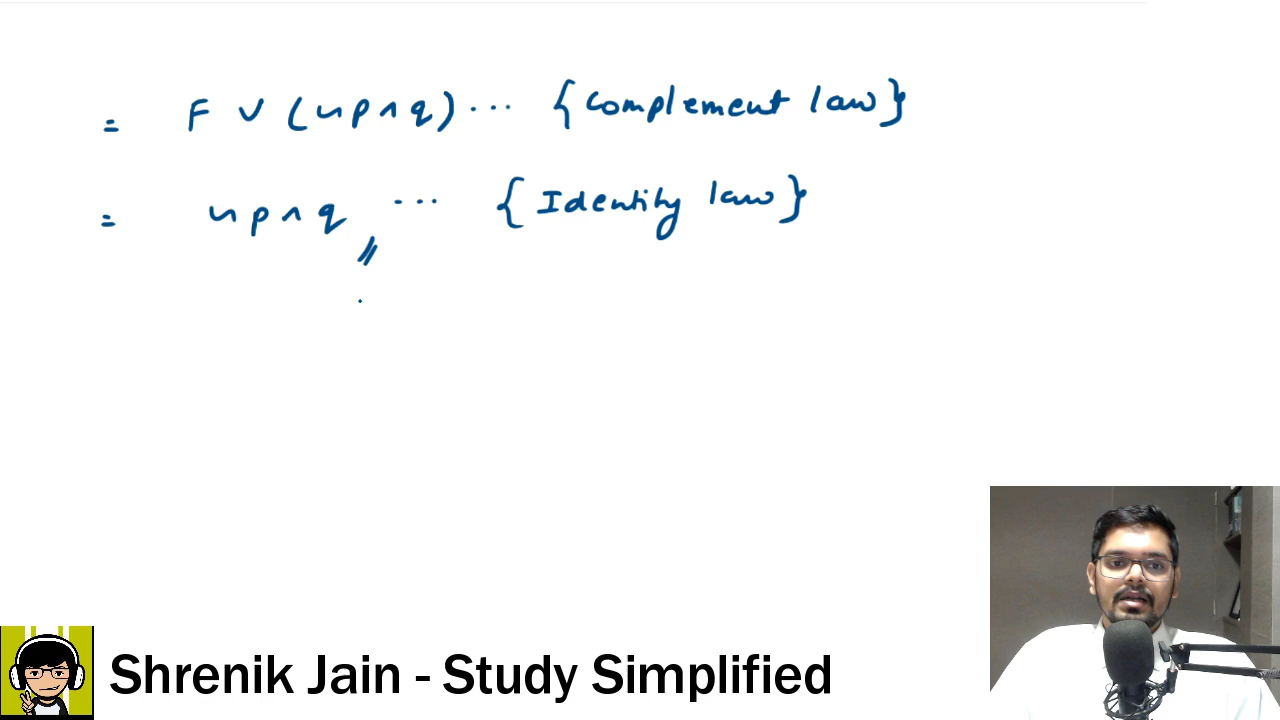 = F ∨ (~p∧q) ... {Complement law}
= ~p∧q ... {Identity law}
Shrenik Jain - Study Simplified